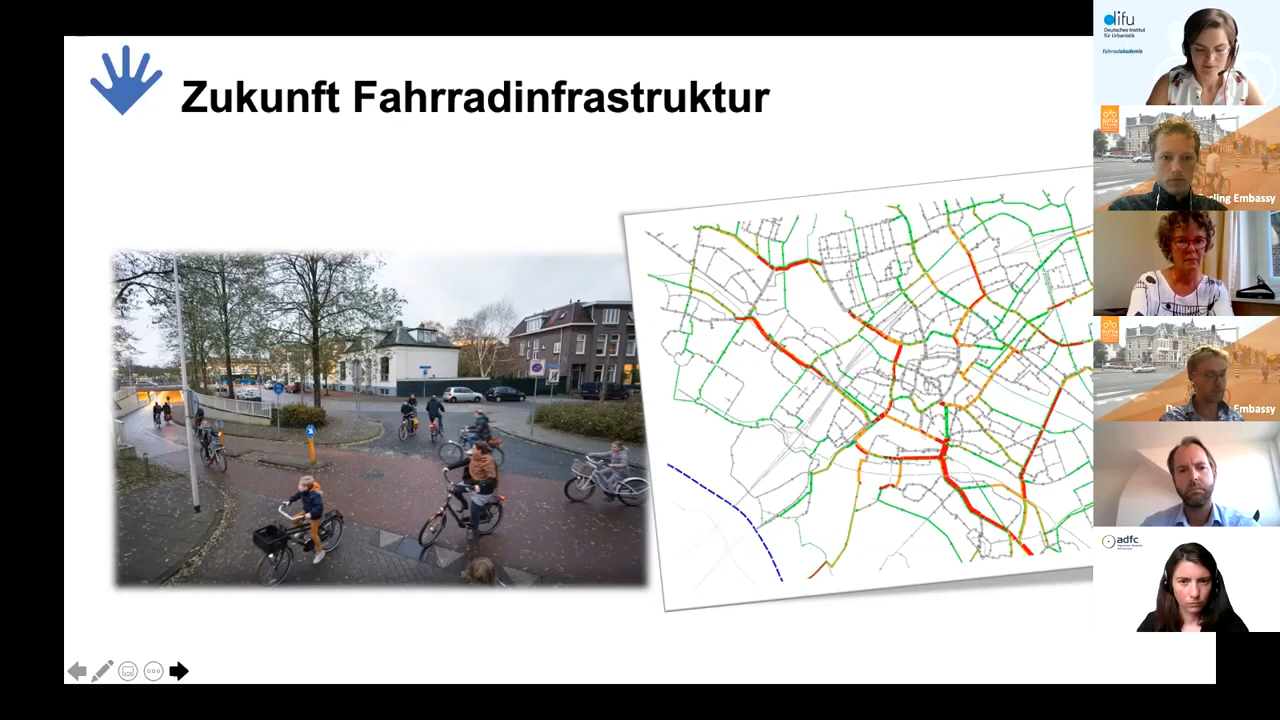 Zukunft Fahrradinfrastruktur
difu
Deutsches Institut
für Urbanistik
Fahrradakademie
Embassy
Embassy
adfc